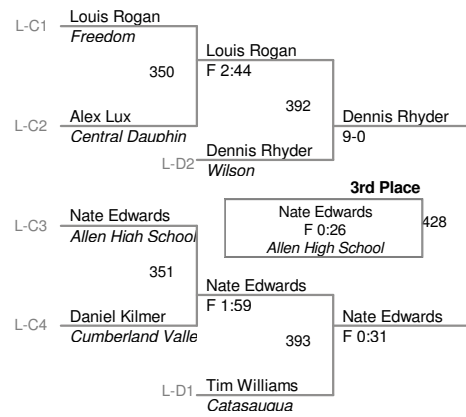 L-C1 Louis Rogan
Freedom
350
Louis Rogan
F 2:44
L-C2 Alex Lux
Central Dauphin
392
Dennis Rhyder
9-0
L-D2 Dennis Rhyder
Wilson
3rd Place
Nate Edwards
F 0:26
Allen High School
428
L-C3 Nate Edwards
Allen High School
351
Nate Edwards
F 1:59
L-C4 Daniel Kilmer
Cumberland Valle
393
Nate Edwards
F 0:31
L-D1 Tim Williams
Catasauqua